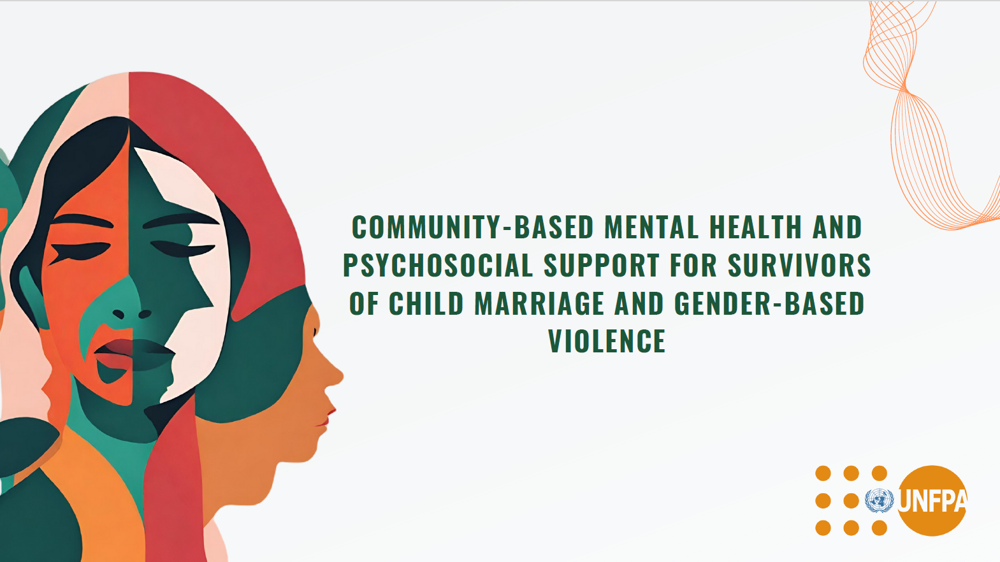 COMMUNITY-BASED MENTAL HEALTH AND
PSYCHOSOCIAL SUPPORT FOR SURVIVORS
OF CHILD MARRIAGE AND GENDER-BASED
VIOLENCE
UNFPA